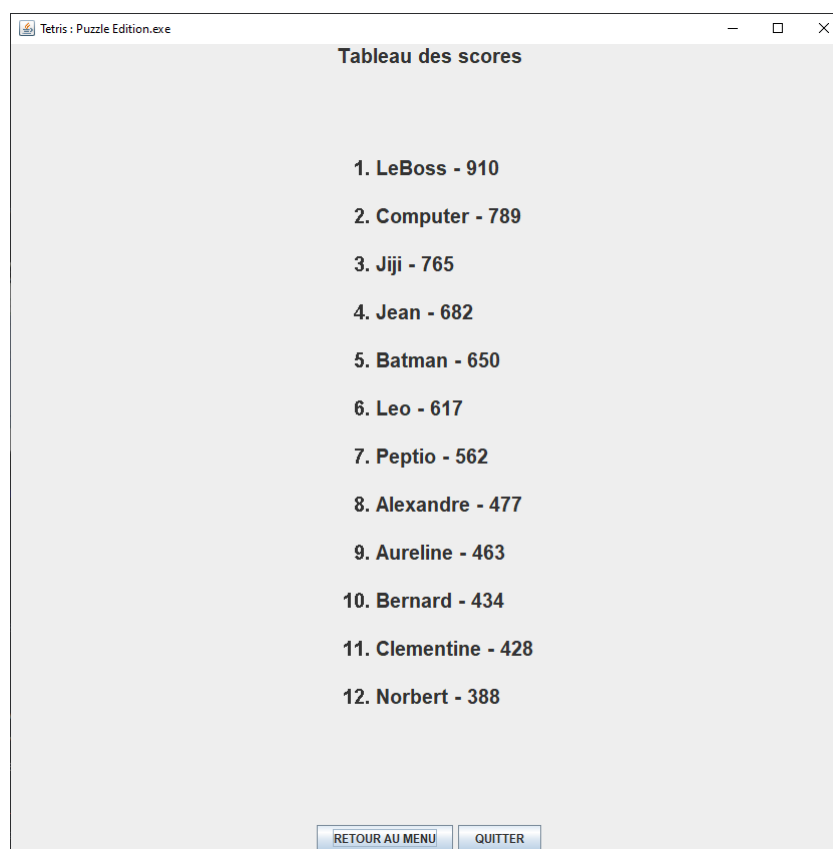 Tetris : Puzzle Edition.exe
Tableau des scores
1. LeBoss - 910
2. Computer - 789
3. Jiji - 765
4. Jean - 682
5. Batman - 650
6. Leo - 617
7. Peptio - 562
8. Alexandre - 477
9. Aureline - 463
10. Bernard - 434
11. Clementine - 428
12. Norbert - 388
RETOUR AU MENU QUITTER